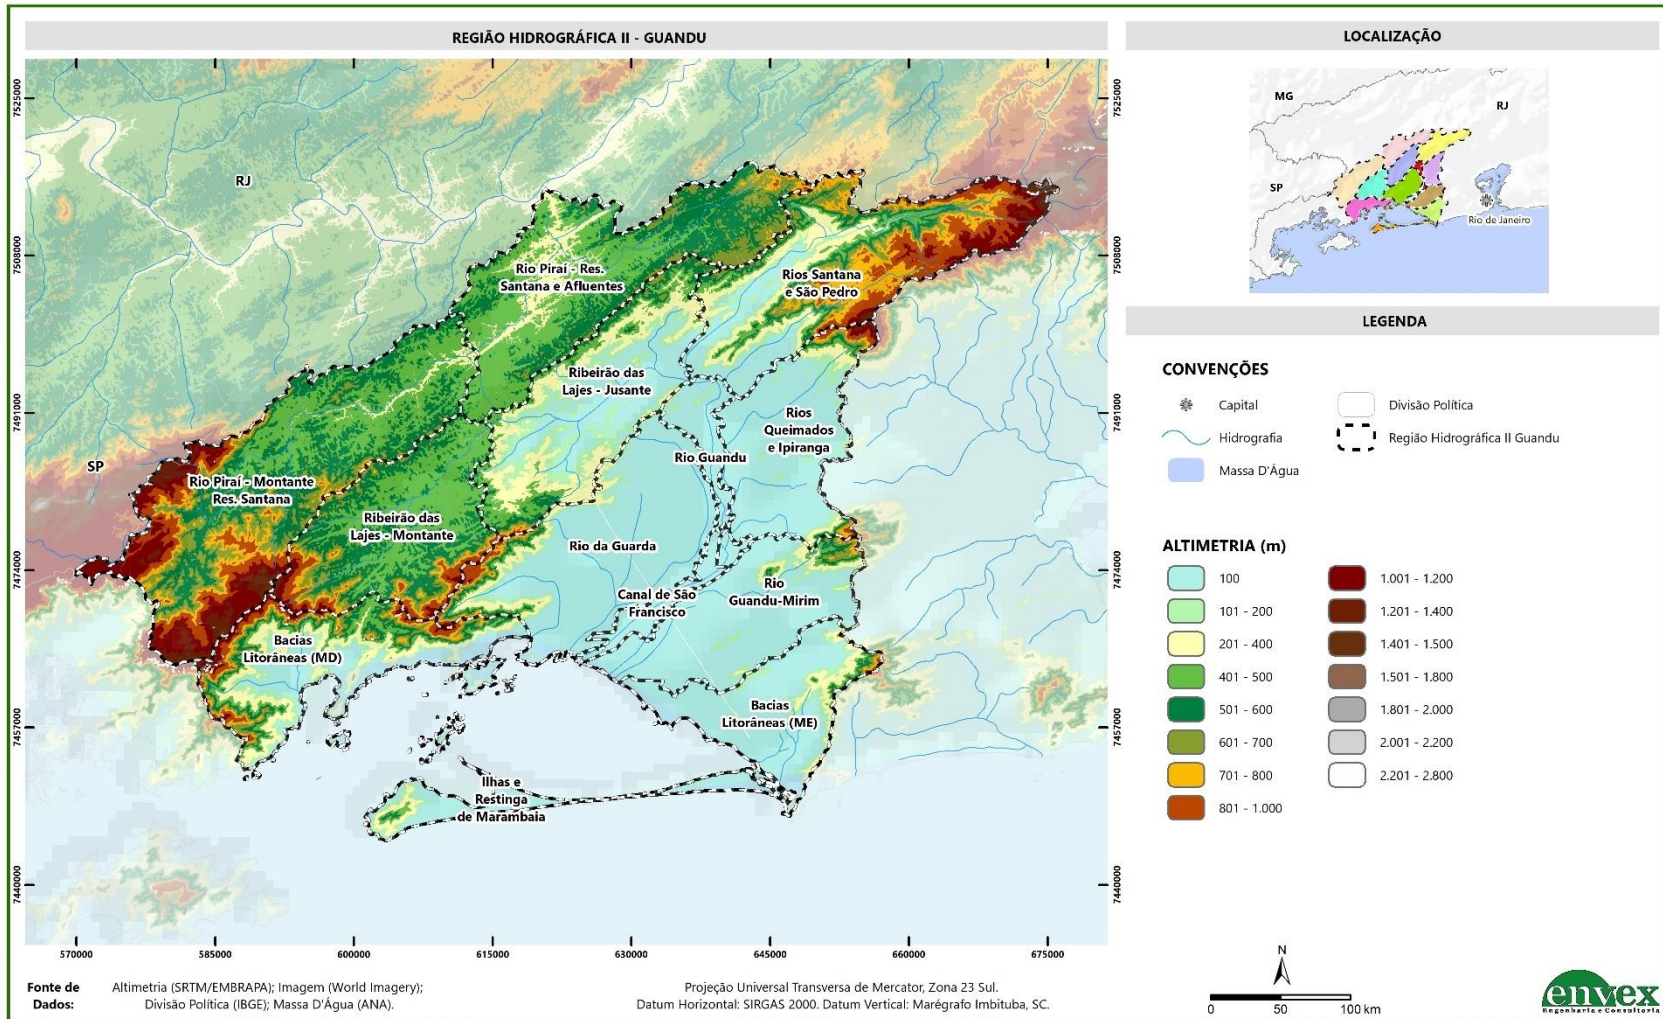 REGIÃO HIDROGRÁFICA II - GUANDU
RJ
SP
Rio Piraí - Res.
Santana e Afluentes
Rios Santana
e São Pedro
Ribeirão das
Lajes - Jusante
Rios
Queimados
e Ipiranga
Rio Guandu
Rio Piraí - Montante
Res. Santana
Ribeirão das
Lajes - Montante
Rio da Guarda
Rio
Guandu-Mirim
Canal de São
Francisco
Bacias
Litorâneas (MD)
Bacias
Litorâneas (ME)
Ilhas e
Restinga
de Marambaia
7525000
7508000
7491000
7474000
7457000
7440000
7525000
7508000
7491000
7474000
7457000
7440000
570000
585000
600000
615000
630000
645000
660000
675000
Fonte de
Dados:
Altimetria (SRTM/EMBRAPA); Imagem (World Imagery);
Divisão Política (IBGE); Massa D'Água (ANA).
Projeção Universal Transversa de Mercator, Zona 23 Sul.
Datum Horizontal: SIRGAS 2000. Datum Vertical: Marégrafo Imbituba, SC.
LOCALIZAÇÃO
MG
RJ
SP
Rio de Janeiro
LEGENDA
CONVENÇÕES
Capital
Hidrografia
Massa D'Água
Divisão Política
Região Hidrográfica II Guandu
ALTIMETRIA (m)
100
101 - 200
201 - 400
401 - 500
501 - 600
601 - 700
701 - 800
801 - 1.000
1.001 - 1.200
1.201 - 1.400
1.401 - 1.500
1.501 - 1.800
1.801 - 2.000
2.001 - 2.200
2.201 - 2.800
N
0 50 100 km
envex
Engenharia e Consultoria